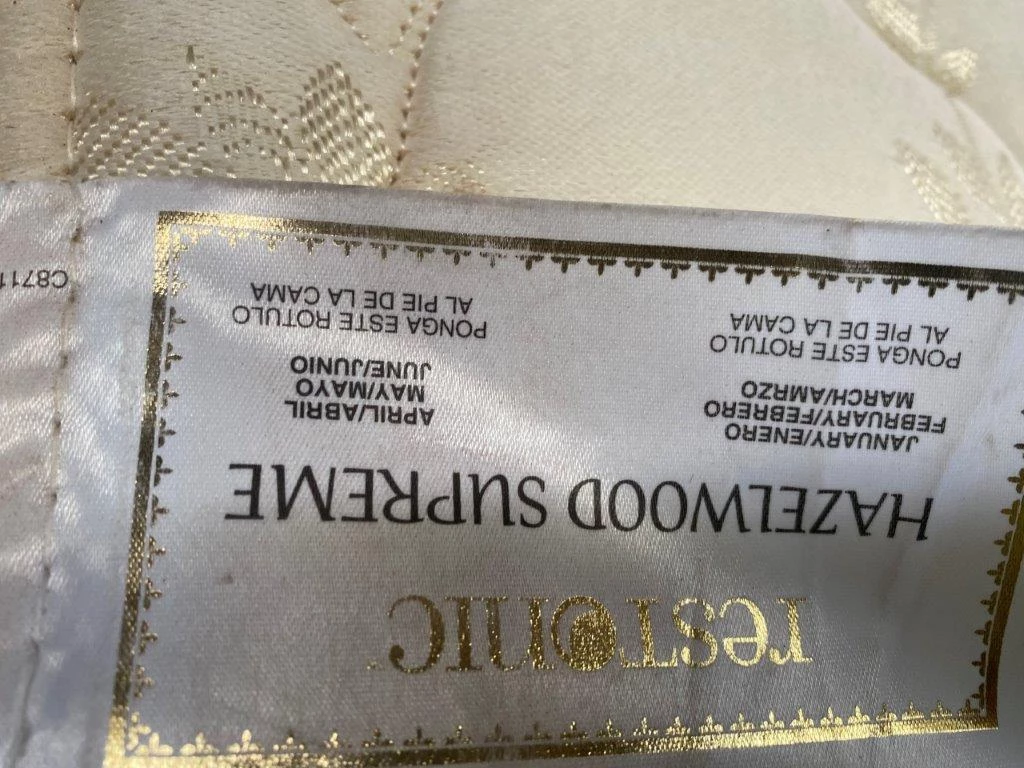 resTonic
HAZELWOOD SUPREME
JANUARY/ENERO
FEBRUARY/FEBRERO
MARCH/AMRZO
PONGA ESTE ROTULO
AL PIE DE LA CAMA
APRIL/ABRIL
MAY/MAYO
JUNE/JUNIO
PONGA ESTE ROTULO
AL PIE DE LA CAMA
C8711